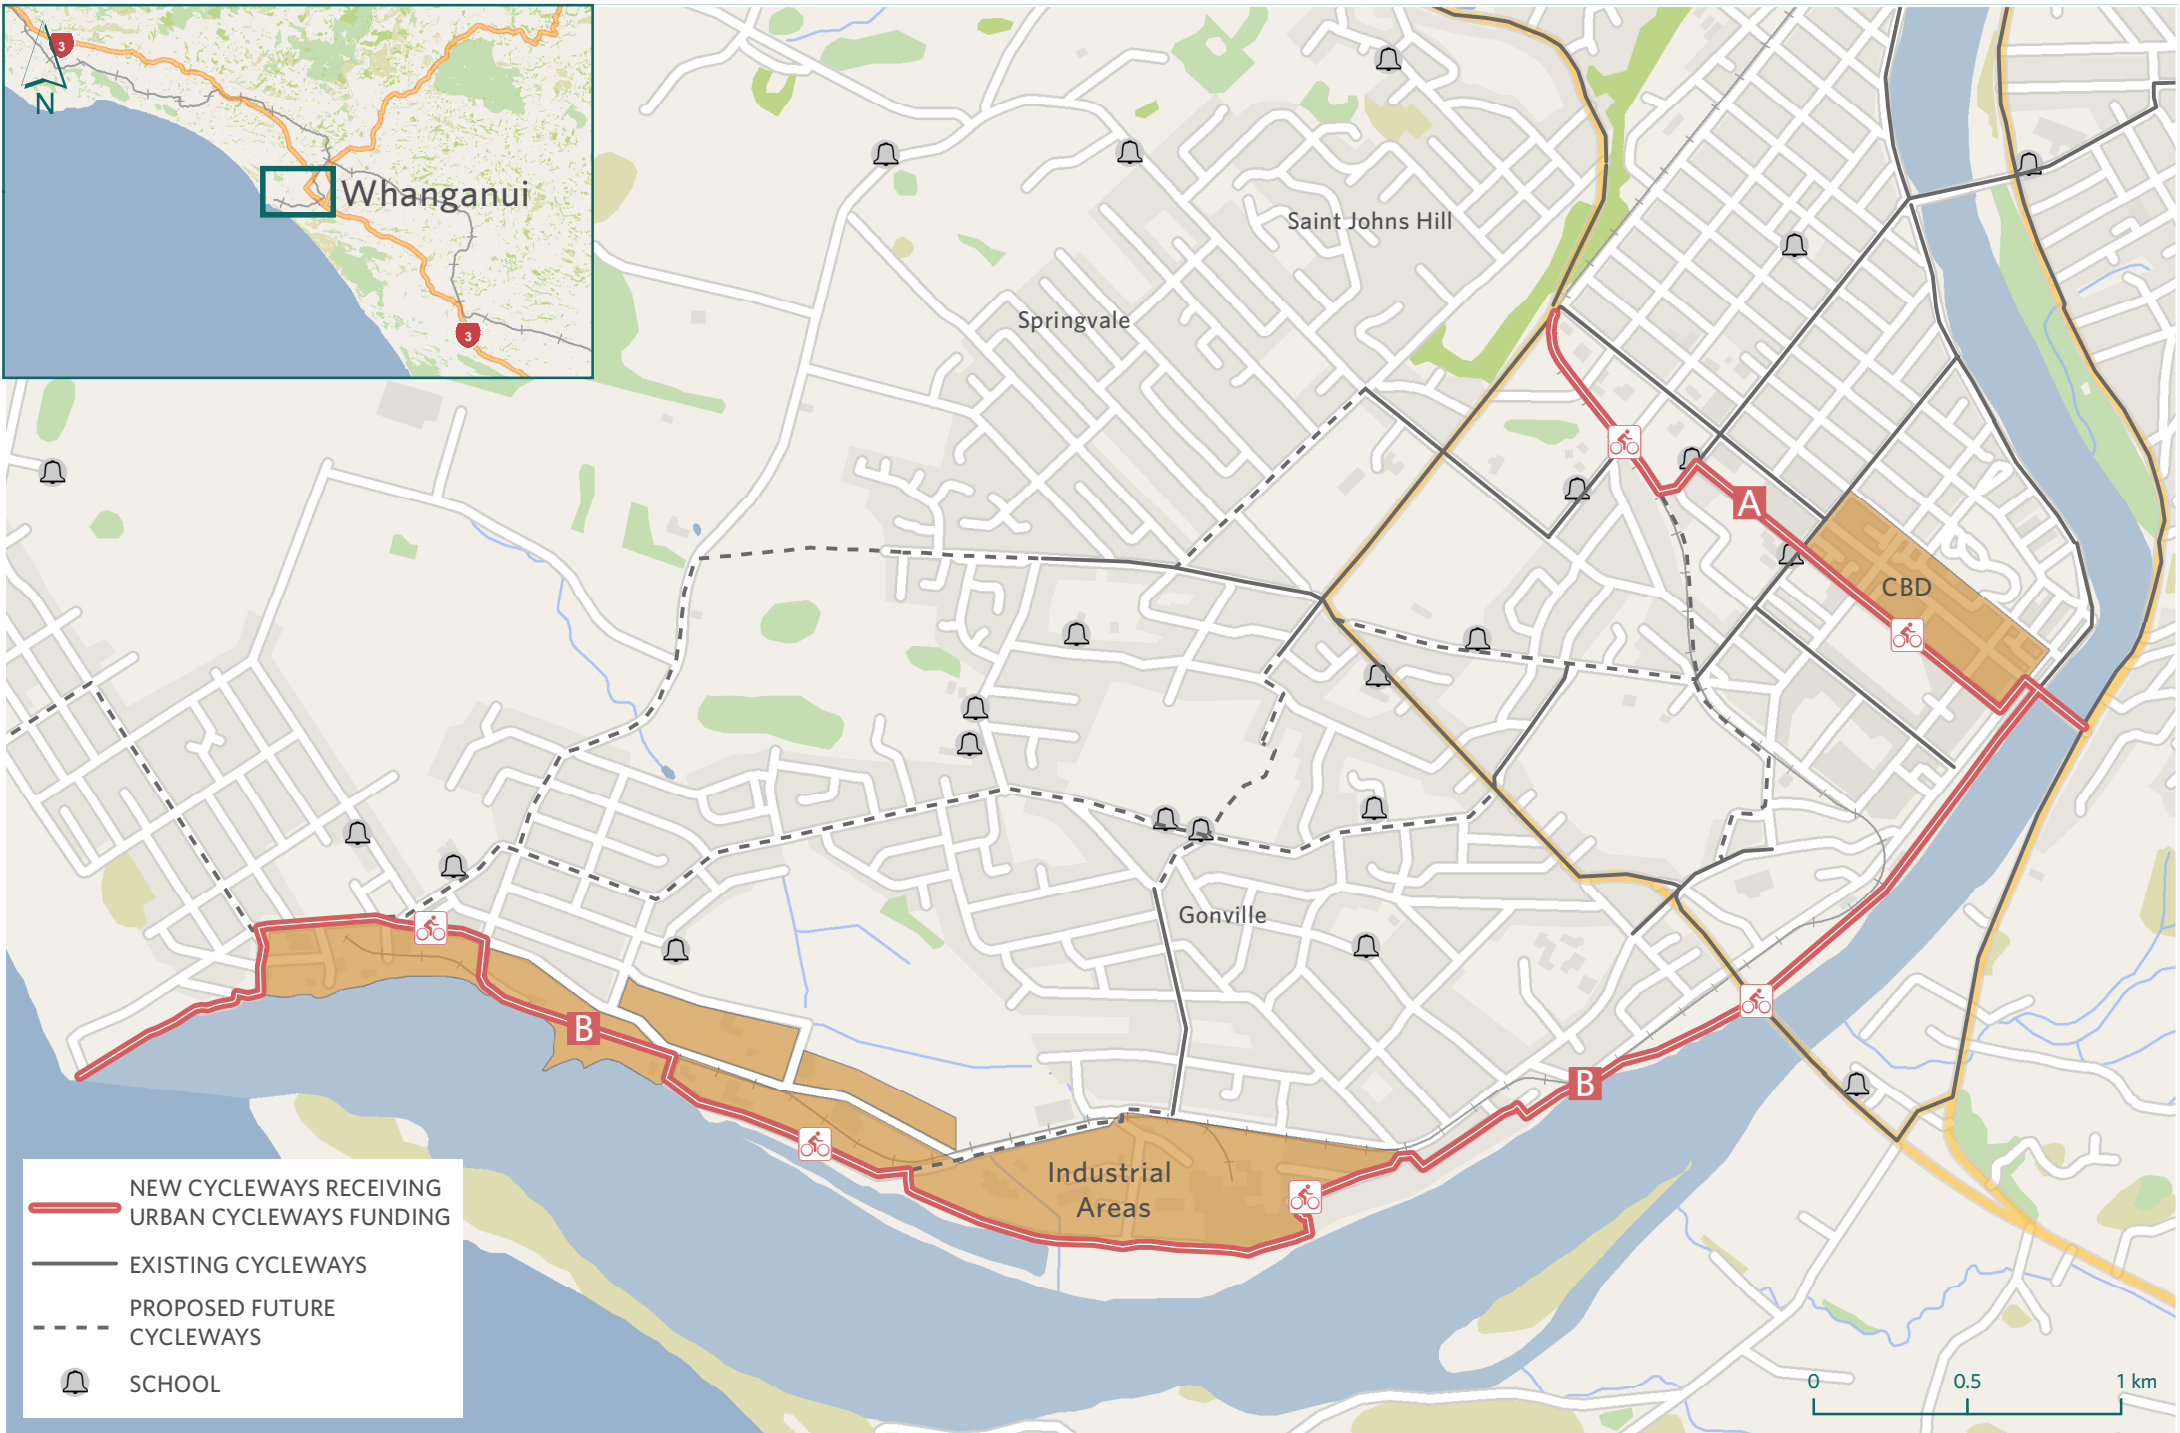 3
N
Whanganui
3
Saint Johns Hill
Springvale
A
CBD
Gonville
B
B
Industrial
Areas
NEW CYCLEWAYS RECEIVING
URBAN CYCLEWAYS FUNDING
EXISTING CYCLEWAYS
PROPOSED FUTURE
CYCLEWAYS
SCHOOL
0 0.5 1 km